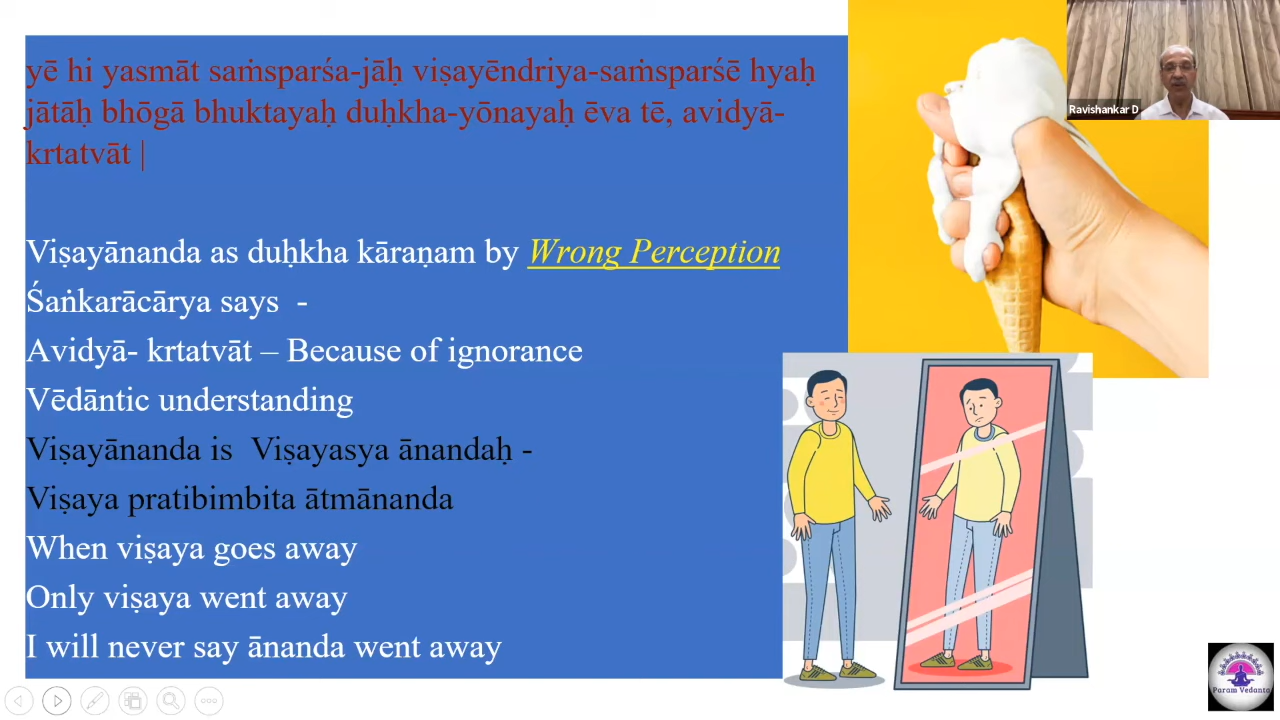 yē hi yasmāt saṁsparśa-jāḥ viṣayēndriya-saṁsparśē hyaḥ
jātāḥ bhōgā bhuktayaḥ duḥkha-yōnayaḥ ēva tē, avidyā-
krtatvāt |
Viṣayānanda as duḥkha kāraṇam by Wrong Perception
Śaṅkarācārya says -
Avidyā- krtatvāt – Because of ignorance
Vēdāntic understanding
Viṣayānanda is Viṣayasya ānandaḥ -
Viṣaya pratibimbita ātmānanda
When viṣaya goes away
Only viṣaya went away
I will never say ānanda went away
Ravishankar D
Param Vedanta